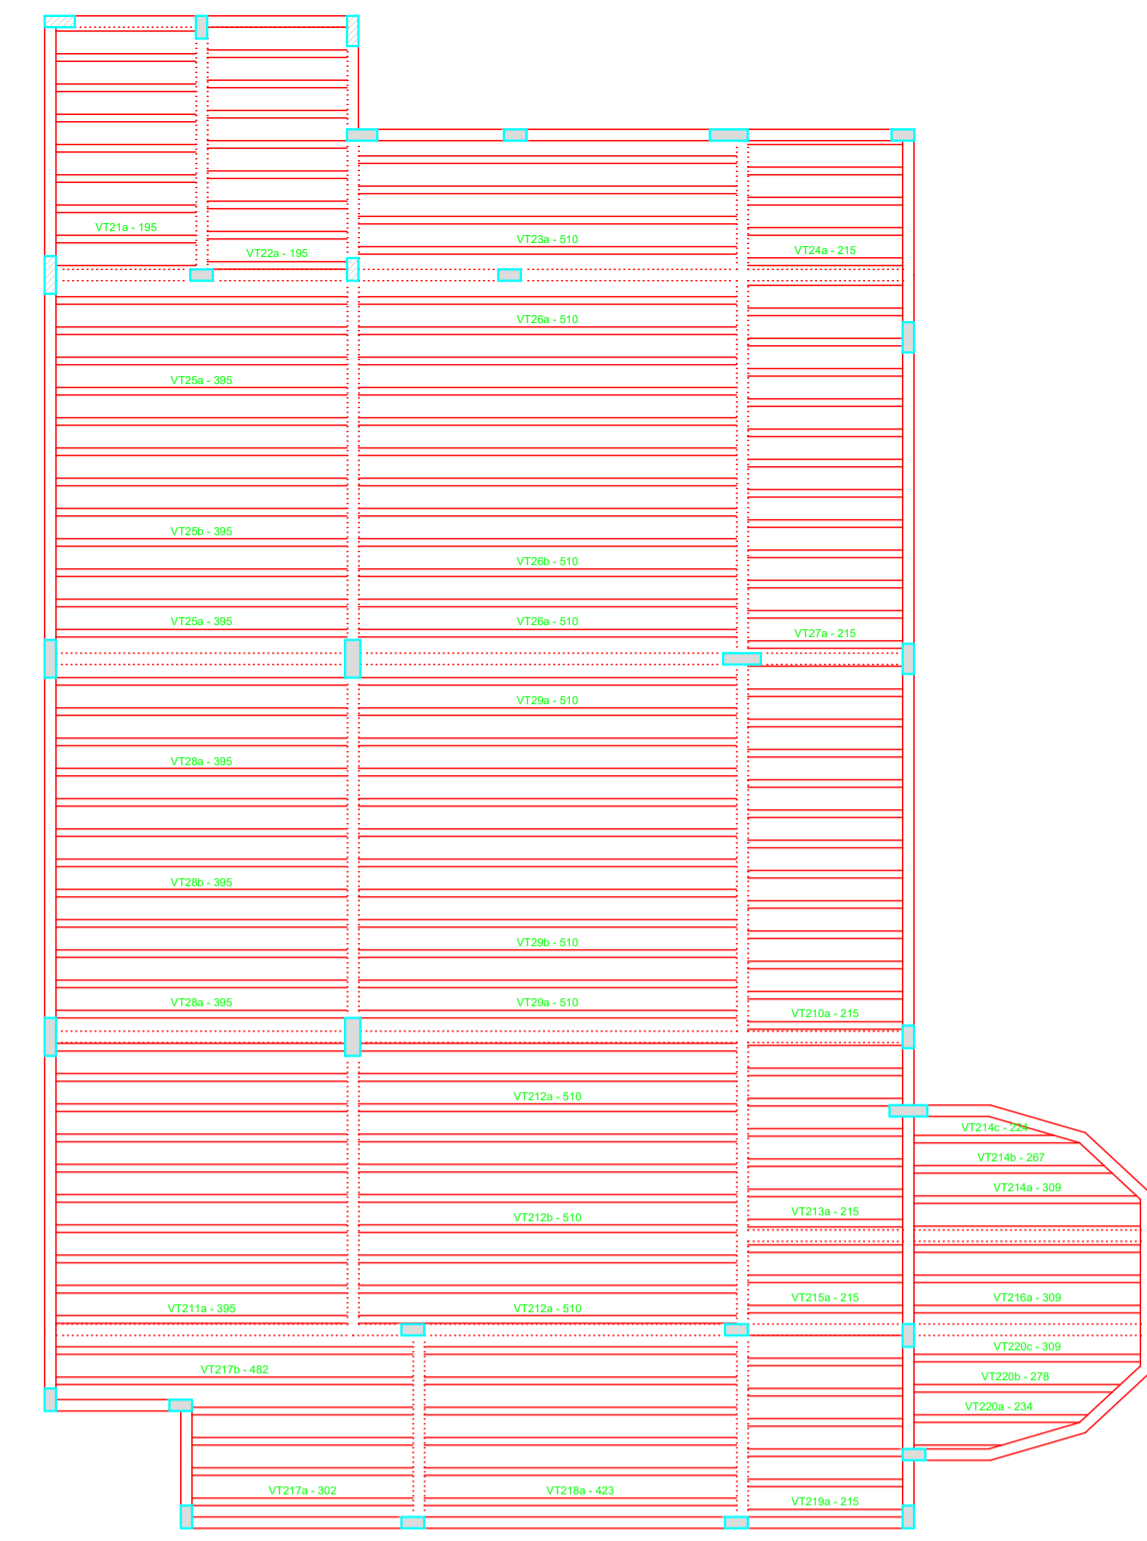 VT21a - 195
VT22a - 195
VT23a - 510
VT24a - 215
VT26a - 510
VT25a - 395
VT25b - 395
VT26b - 510
VT25a - 395
VT26a - 510
VT27a - 215
VT29a - 510
VT28a - 395
VT28b - 395
VT29b - 510
VT28a - 395
VT29a - 510
VT210a - 215
VT212a - 510
VT214c - 224
VT214b - 267
VT214a - 309
VT213a - 215
VT212b - 510
VT215a - 215
VT216a - 309
VT211a - 395
VT212a - 510
VT220c - 309
VT217b - 482
VT220b - 278
VT220a - 234
VT217a - 302
VT218a - 423
VT219a - 215